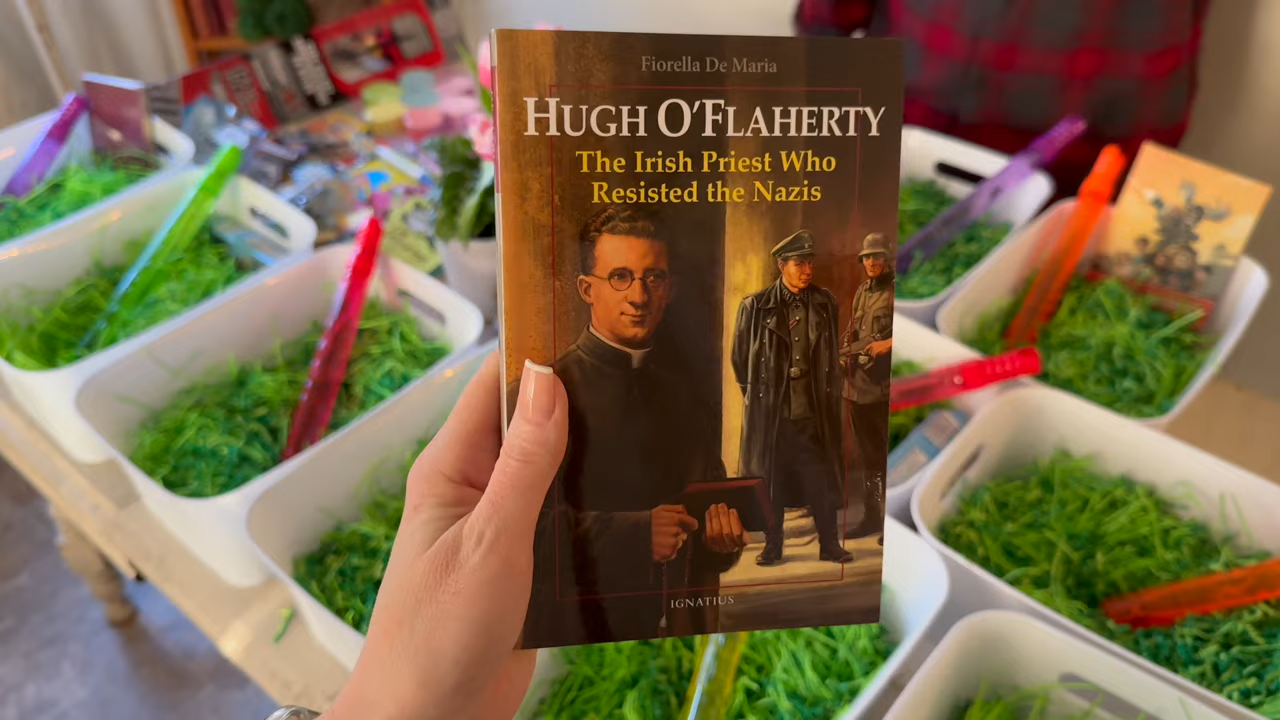 Fiorella De Maria
HUGH O'FLAHERTY
The Irish Priest Who
Resisted the Nazis
IGNATIUS